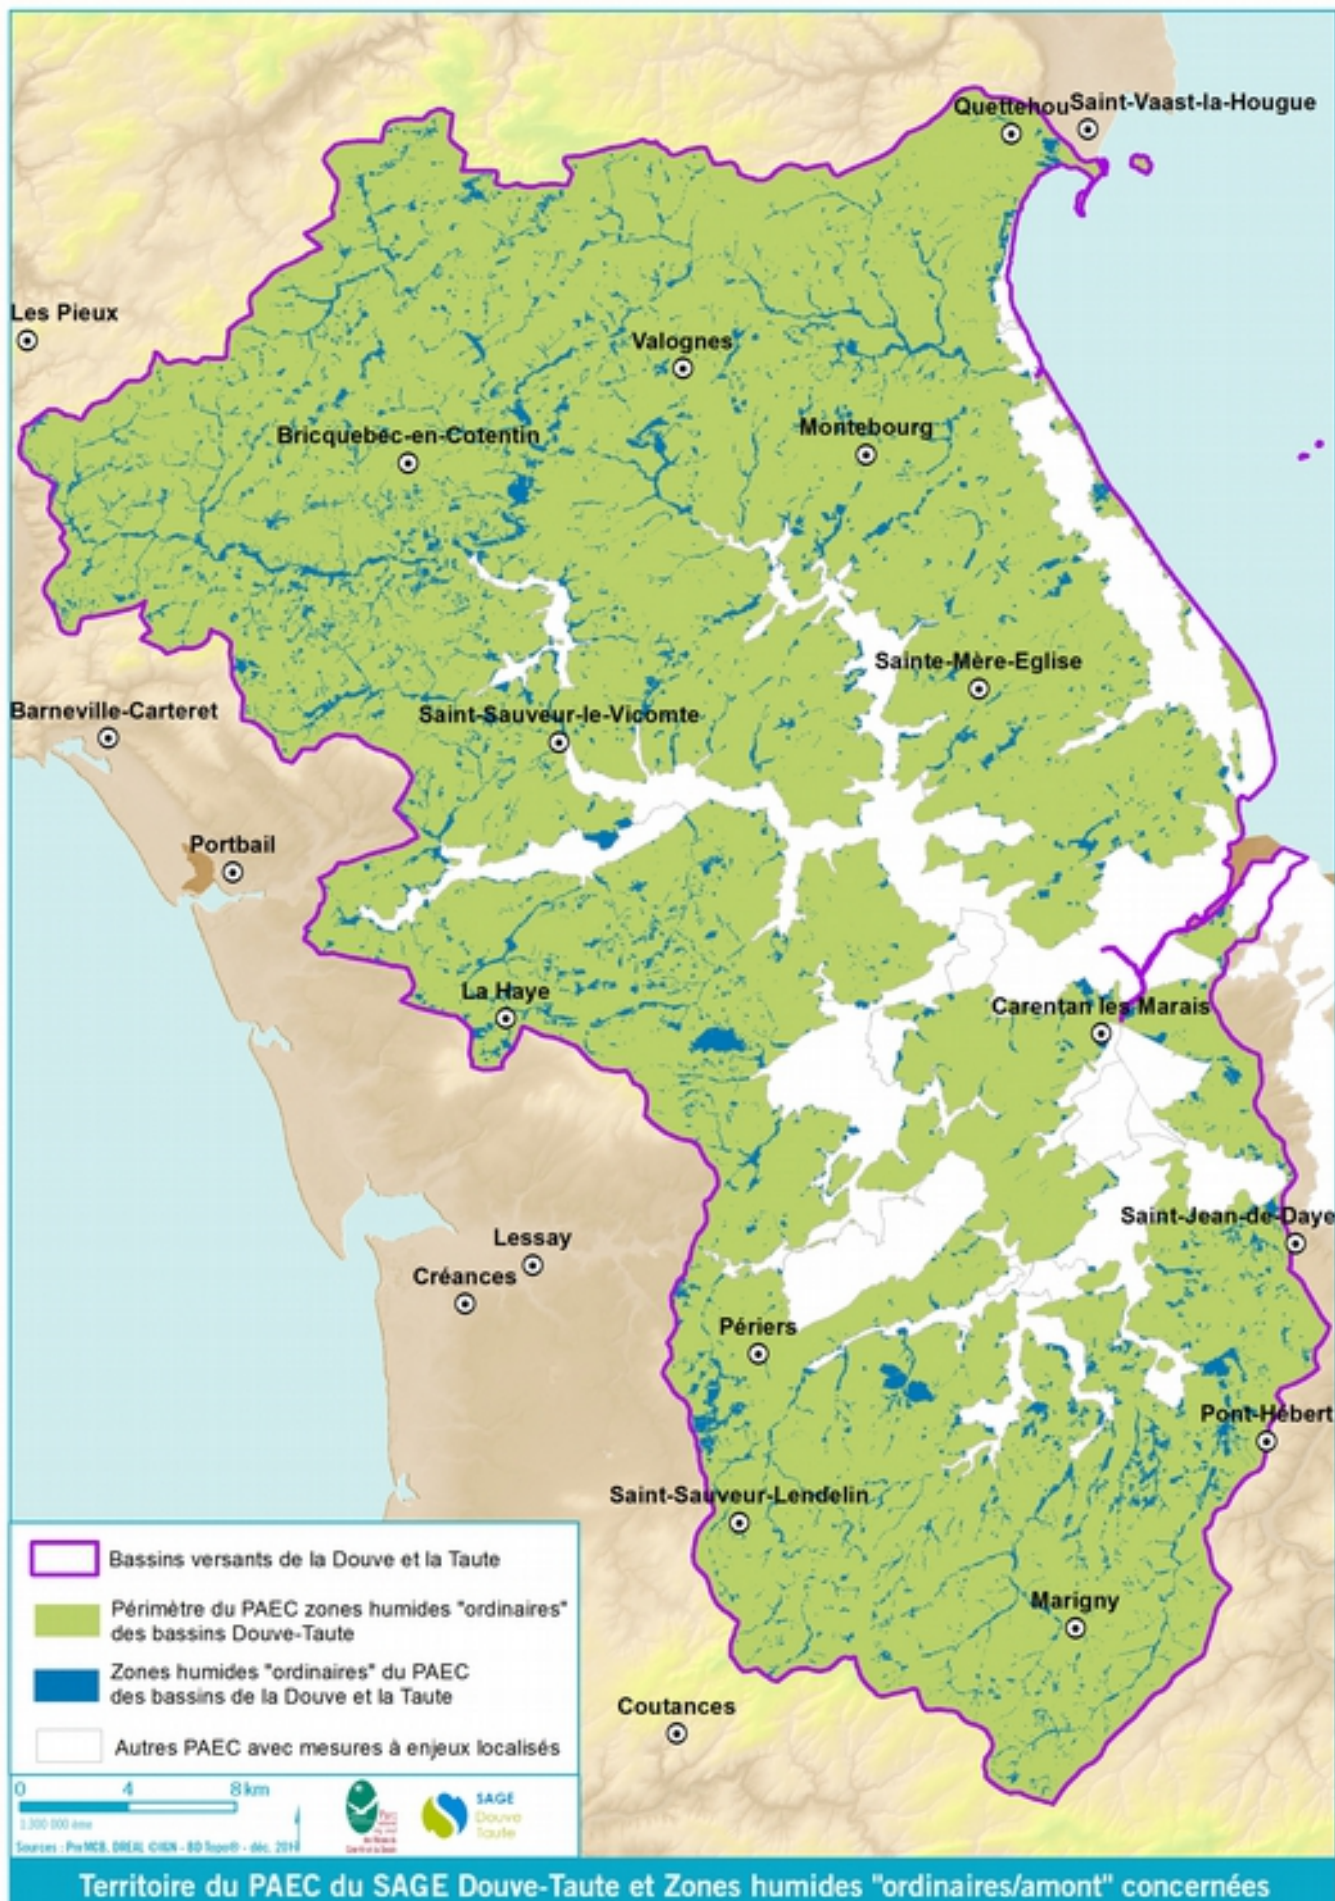 Quettehou
Saint-Vaast-la-Hougue
Les Pieux
Valognes
Bricquebec-en-Cotentin
Montebourg
Sainte-Mère-Eglise
Barneville-Carteret
Saint-Sauveur-le-Vicomte
Portbail
La Haye
Carentan les Marais
Saint-Jean-de-Daye
Lessay
Créances
Périers
Pont-Hébert
Saint-Sauveur-Lendelin
Marigny
Coutances
Bassins versants de la Douve et la Taute
Périmètre du PAEC zones humides "ordinaires"
des bassins Douve-Taute
Zones humides "ordinaires" du PAEC
des bassins de la Douve et la Taute
Autres PAEC avec mesures à enjeux localisés
0 4 8 km
Parc
SAGE
Douve
Taute
Territoire du PAEC du SAGE Douve-Taute et Zones humides "ordinaires/amont" concernées